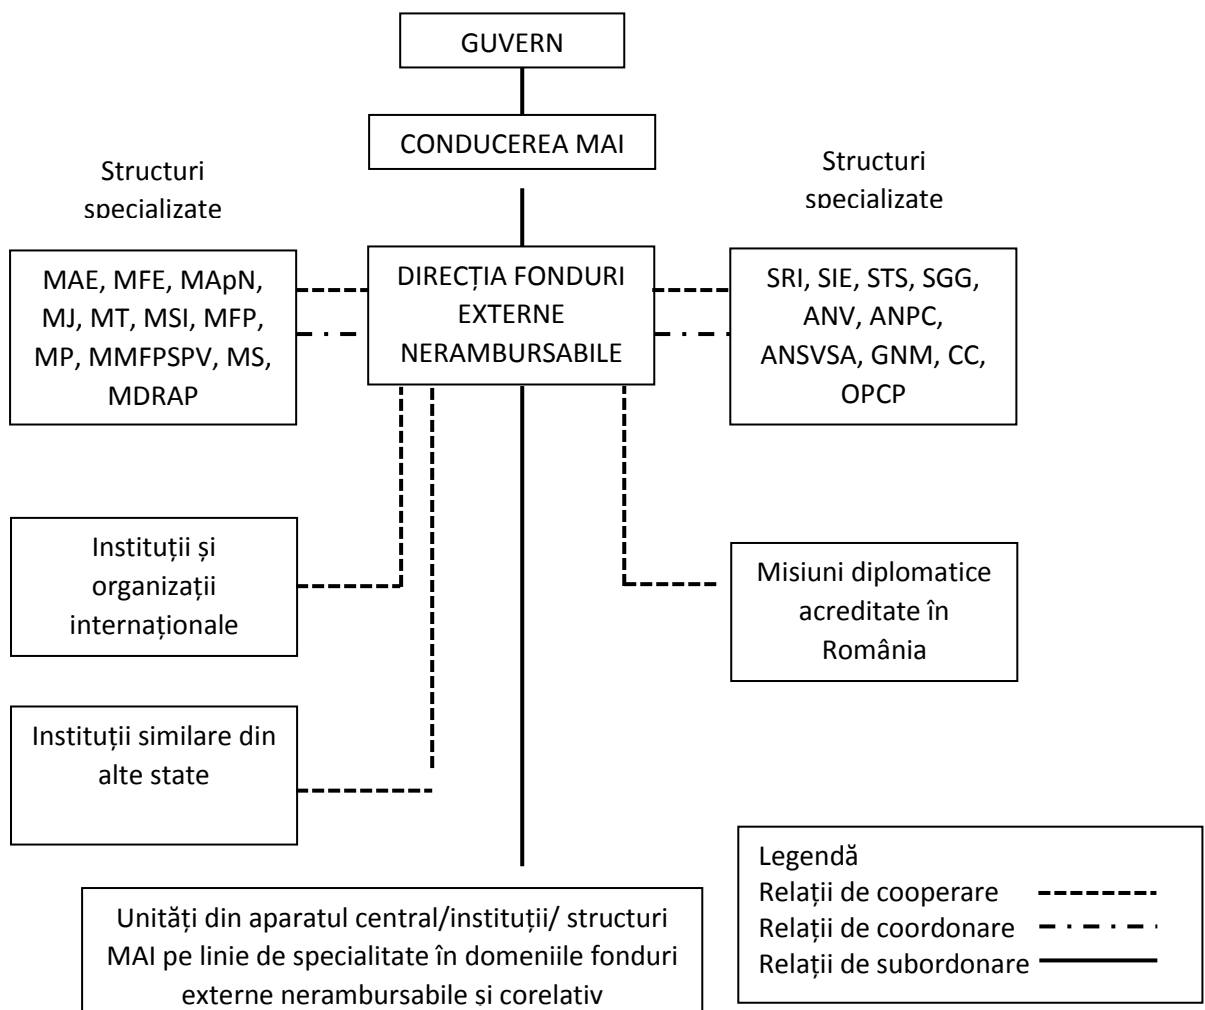 GUVERN
CONDUCEREA MAI
Structuri
specializate
Structuri
specializate
MAE, MFE, MApN,
MJ, MT, MSI, MFP,
MP, MMFPSPV, MS,
MDRAP
DIRECȚIA FONDURI
EXTERNE
NERAMBURSABILE
SRI, SIE, STS, SGG,
ANV, ANPC,
ANSVSA, GNM, CC,
OPCP
Instituții și
organizații
internaționale
Misiuni diplomatice
acreditate în
România
Instituții similare din
alte state
Unități din aparatul central/instituții/ structuri
MAI pe linie de specialitate în domeniile fonduri
externe nerambursabile și corelativ
Legendă
Relații de cooperare
Relații de coordonare
Relații de subordonare